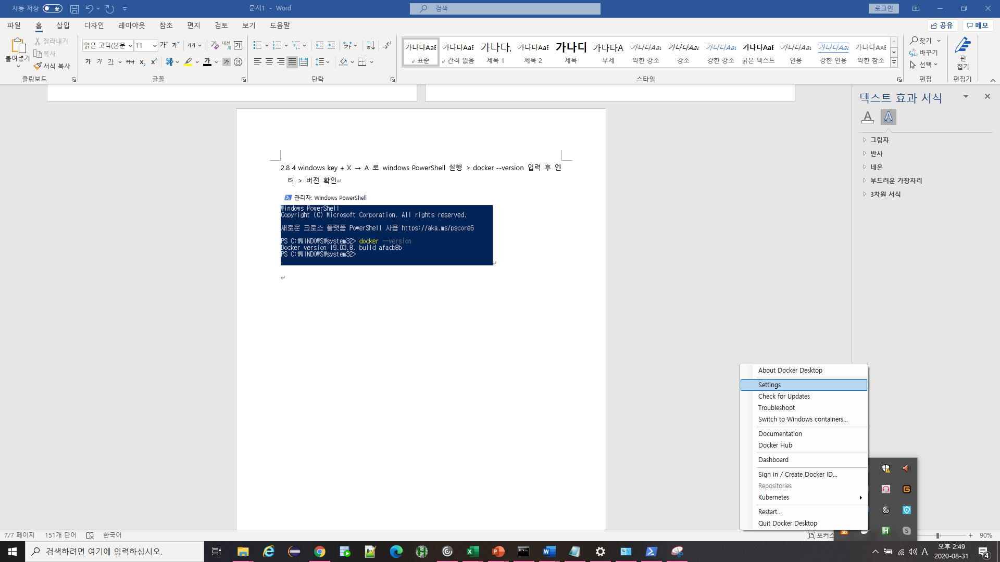 자동 저장 끔
문서1 - Word
검색
로그인
파일 홈 삽입 디자인 레이아웃 참조 편지 검토 보기 도움말
공유 메모
붙여넣기
잘라내기
복사
서식 복사
클립보드
맑은 고딕(본문 11
글꼴
단락
가나다AaB 가나다AaB 가나다, 가나다AaB 가나디 가나다A 가나다Aal 가나다Aal 가나다Aal 가나다AaB 가나다Aal 가나다Aal 가나다AaB
표준 간격 없음 제목 1 제목 2 제목 부제 약한 강조 강조 강한 강조 굵은 텍스트 인용 강한 인용 약한 참조
스타일
찾기
바꾸기
선택
편집
편
집기
편집기
텍스트 효과 서식
그림자
반사
네온
부드러운 가장자리
3차원 서식
2.8 4 windows key + X → A 로 windows PowerShell 실행 > docker --version 입력 후 엔
터 > 버전 확인
관리자: Windows PowerShell
Windows PowerShell
Copyright (C) Microsoft Corporation. All rights reserved.
새로운 크로스 플랫폼 PowerShell 사용 https://aka.ms/pscore6
PS C:₩WINDOWS₩system32> docker --version
Docker version 19.03.8, build afacb8b
PS C:₩WINDOWS₩system32>
About Docker Desktop
Settings
Check for Updates
Troubleshoot
Switch to Windows containers...
Documentation
Docker Hub
Dashboard
Sign in / Create Docker ID...
Repositories
Kubernetes
Restart...
Quit Docker Desktop
7/7 페이지 151개 단어 한국어
포커스
90%
검색하려면 여기에 입력하십시오.
A
오후 2:49
2020-08-31
4